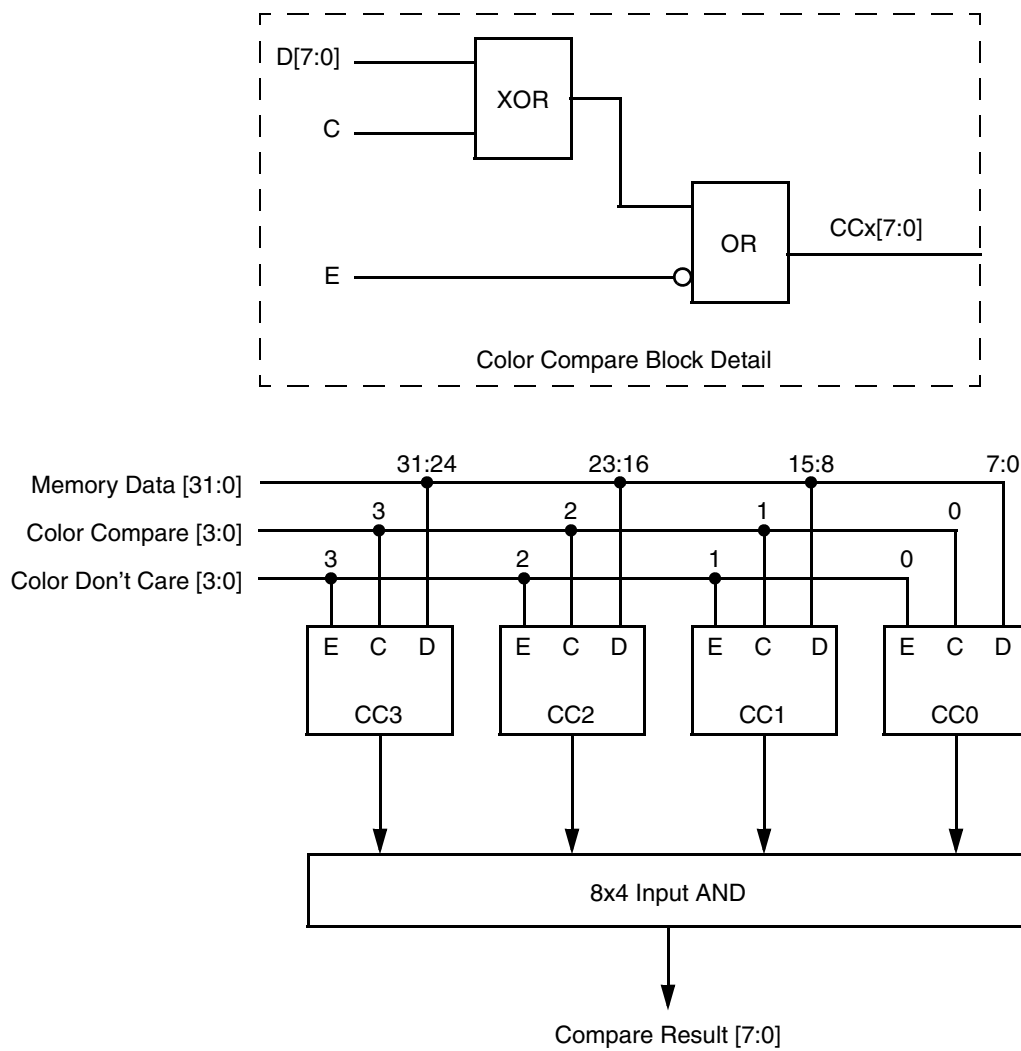 D[7:0]
XOR
C
CCx[7:0]
OR
E
Color Compare Block Detail
31:24 23:16 15:8 7:0
Memory Data [31:0]
3 2 1 0
Color Compare [3:0]
3 2 1 0
Color Don't Care [3:0]
E C D E C D E C D E C D
CC3 CC2 CC1 CC0
8x4 Input AND
Compare Result [7:0]